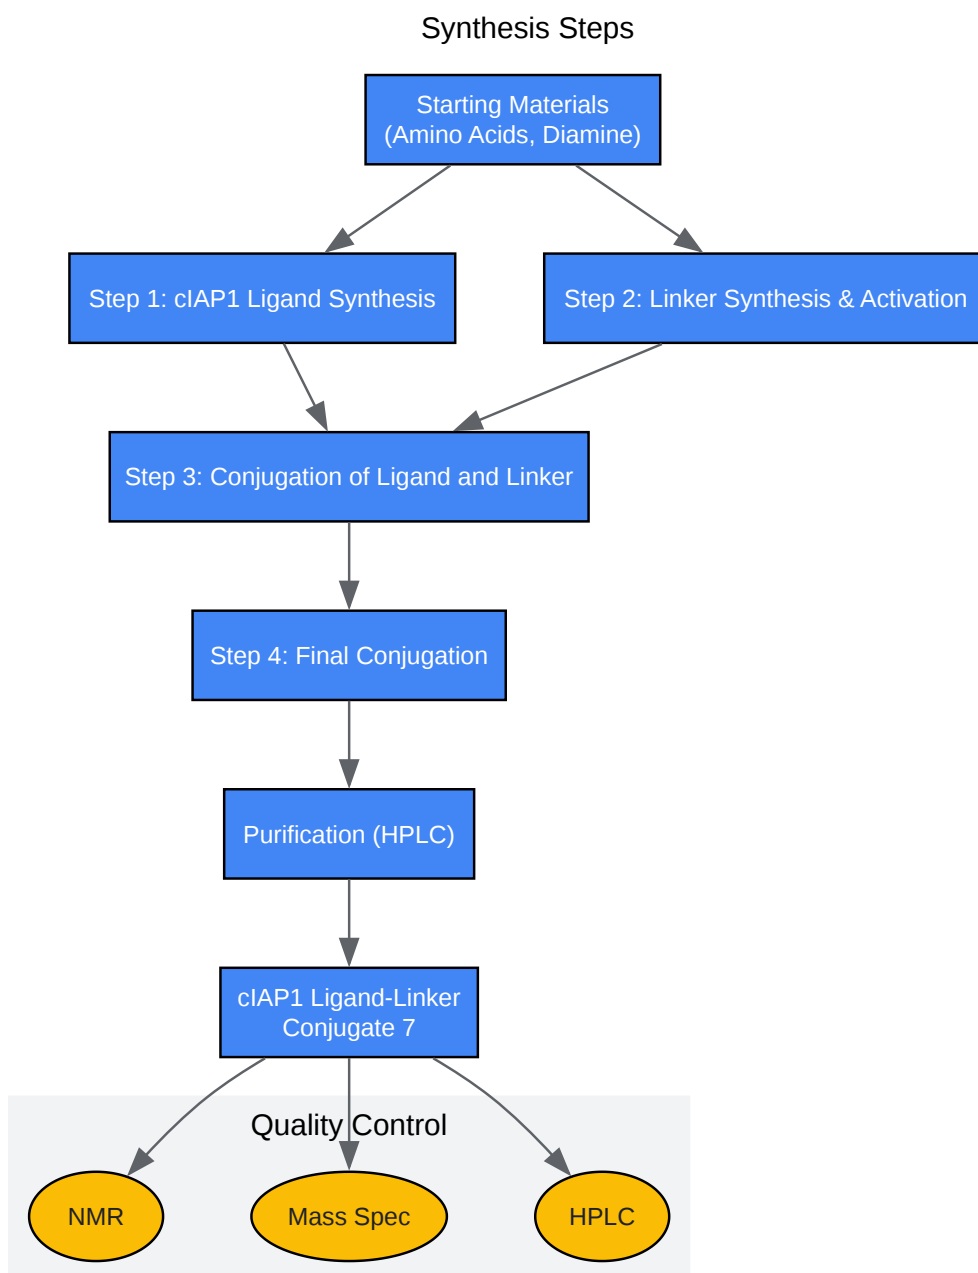 Synthesis Steps
Starting Materials
(Amino Acids, Diamine)
Step 1: cIAP1 Ligand Synthesis
Step 2: Linker Synthesis & Activation
Step 3: Conjugation of Ligand and Linker
Step 4: Final Conjugation
Purification (HPLC)
cIAP1 Ligand-Linker
Conjugate 7
Quality Control
NMR
Mass Spec
HPLC